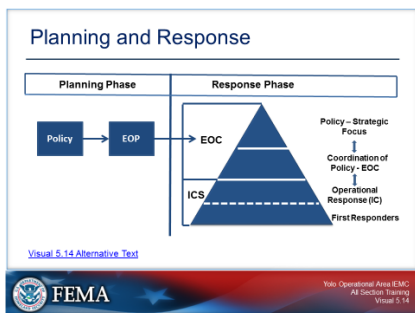 Planning and Response
Planning Phase
Response Phase
Policy
EOP
EOC
ICS
Policy – Strategic
Focus
Coordination of
Policy - EOC
Operational
Response (IC)
First Responders
Visual 5.14 Alternative Text
FEMA
Yolo Operational Area IEMC
All Section Training
Visual 5.14